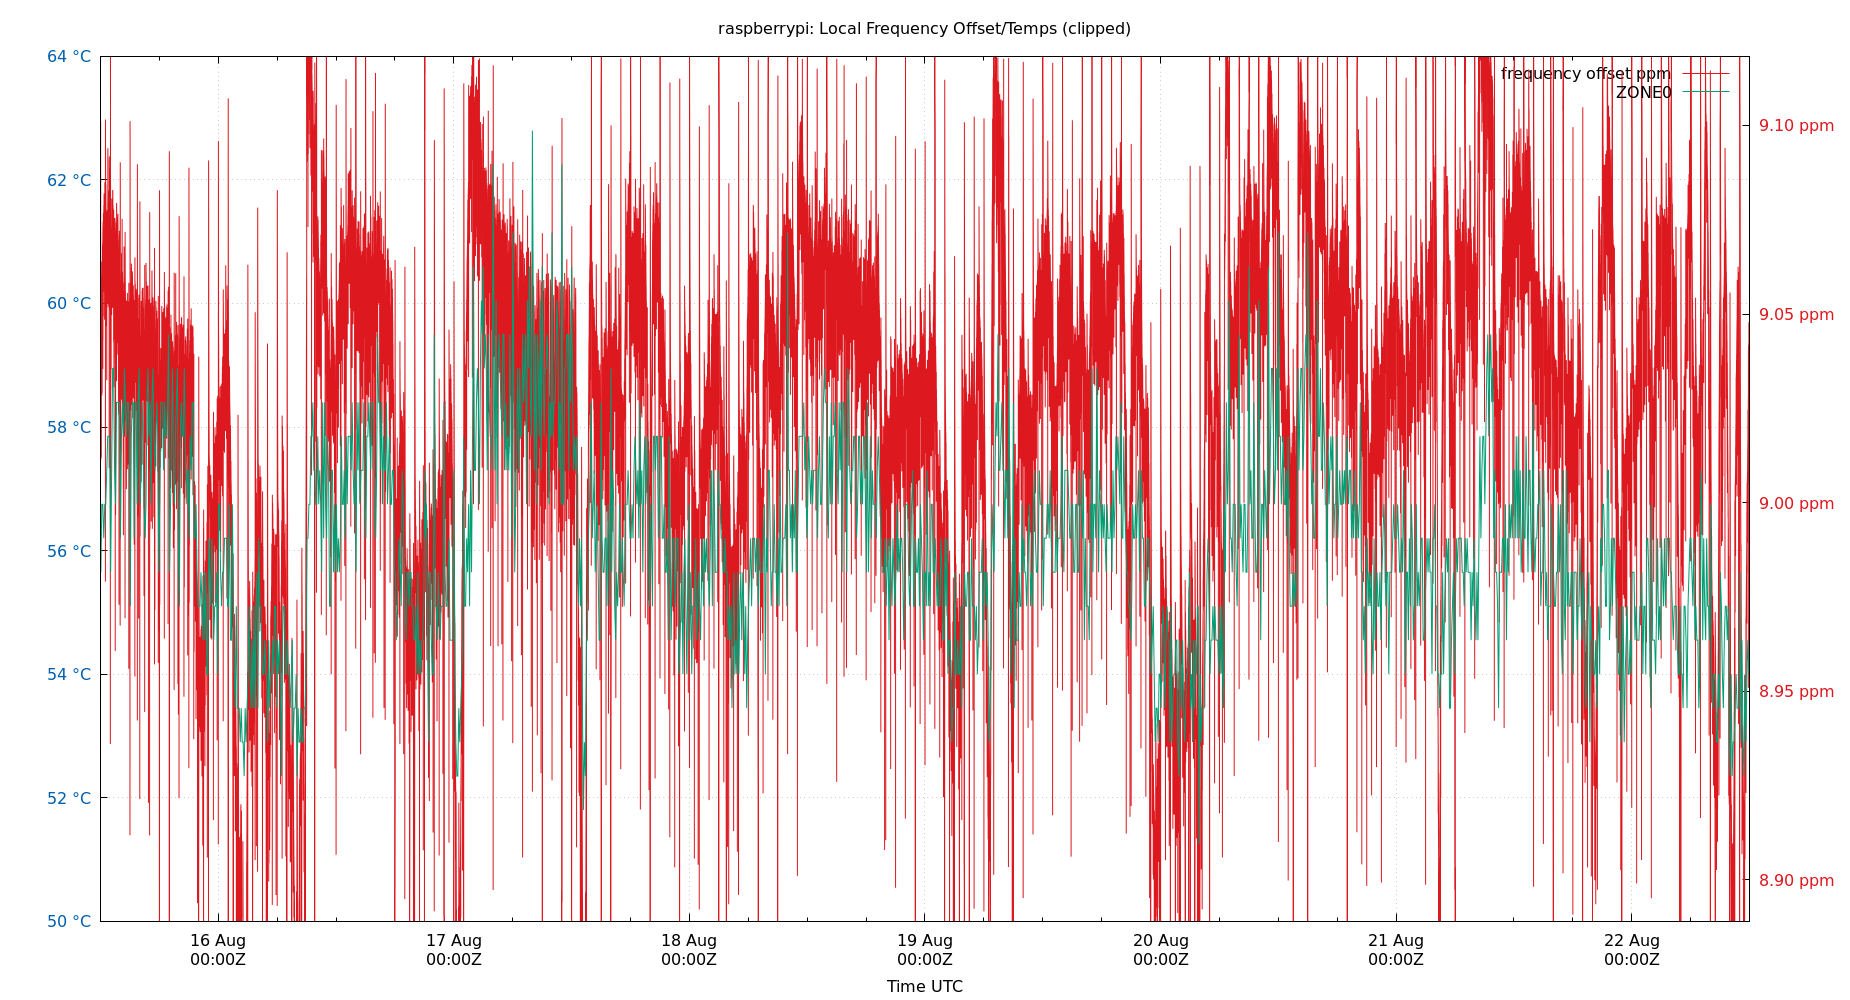 raspberrypi: Local Frequency Offset/Temps (clipped)
64 °C
62 °C
60 °C
58 °C
56 °C
54 °C
52 °C
50 °C
frequency offset ppm
ZONE0
9.10 ppm
9.05 ppm
9.00 ppm
8.95 ppm
8.90 ppm
16 Aug
00:00Z
17 Aug
00:00Z
18 Aug
00:00Z
19 Aug
00:00Z
20 Aug
00:00Z
21 Aug
00:00Z
22 Aug
00:00Z
Time UTC